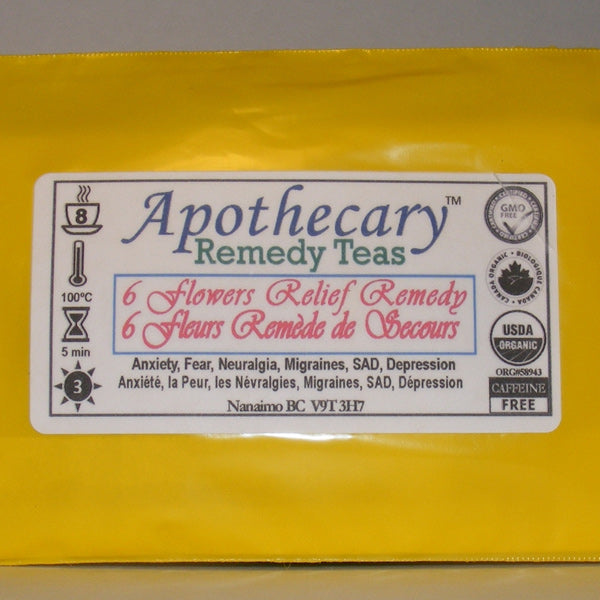 8
100°C
5 min
3
Apothecary™
Remedy Teas
6 Flowers Relief Remedy
6 Fleurs Remède de Secours
Anxiety, Fear, Neuralgia, Migraines, SAD, Depression
Anxiété, la Peur, les Névralgies, Migraines, SAD, Dépression
Nanaimo BC V9T 3H7
CERTIFIED
GMO
FREE
CANADA ORGANIC • BIOLOGIQUE CANADA •
USDA
ORGANIC
ORG#58943
CAFFEINE
FREE